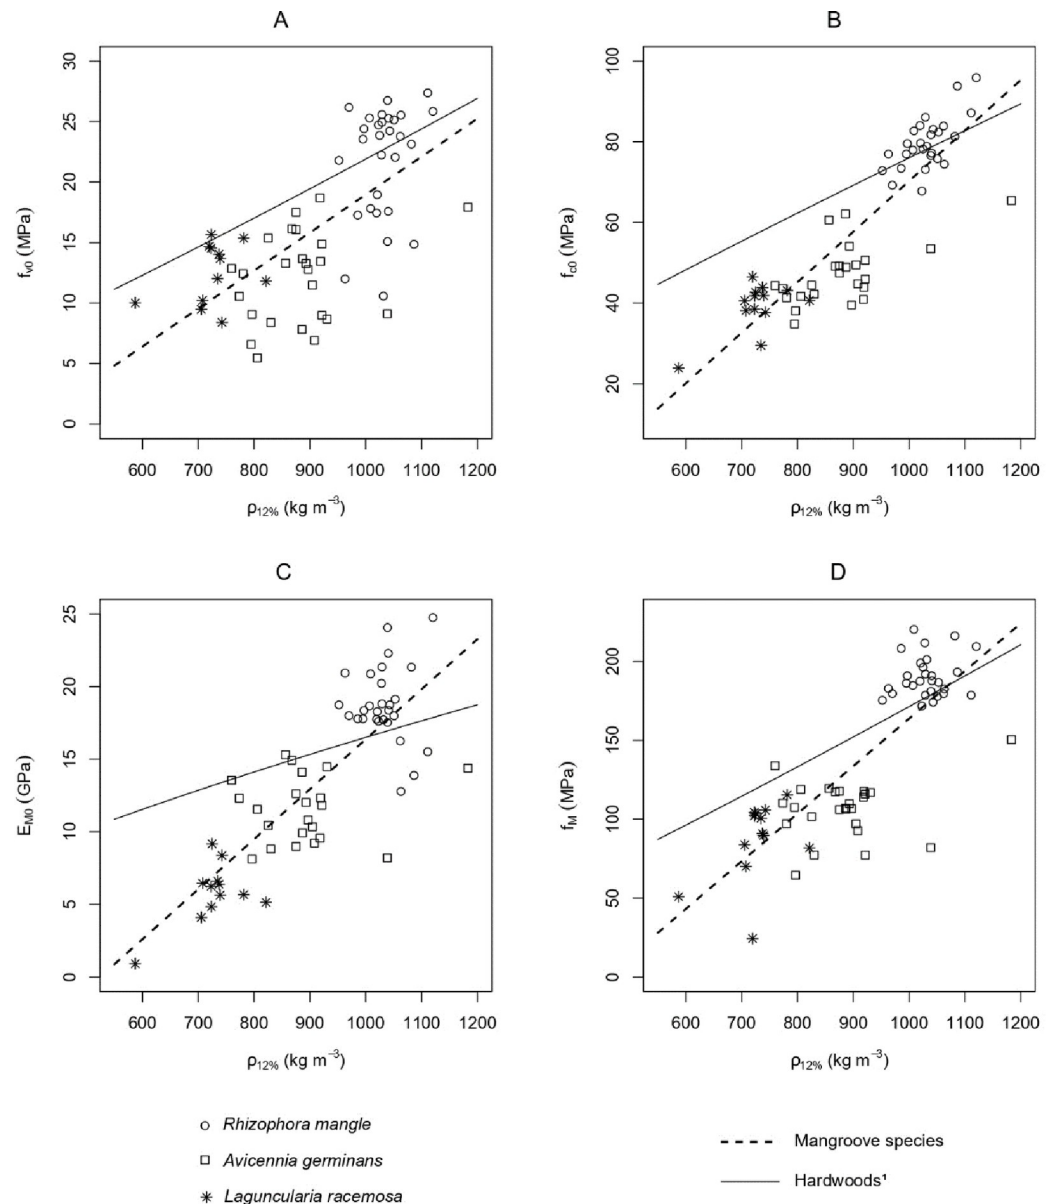 A
30
25
20
15
10
5
0
f_v0 (MPa)
600 700 800 900 1000 1100 1200
ρ12% (kg m⁻³)
B
100
80
60
40
20
f_c0 (MPa)
600 700 800 900 1000 1100 1200
ρ12% (kg m⁻³)
C
25
20
15
10
5
0
E_M0 (GPa)
600 700 800 900 1000 1100 1200
ρ12% (kg m⁻³)
D
200
150
100
50
0
f_M (MPa)
600 700 800 900 1000 1100 1200
ρ12% (kg m⁻³)
Rhizophora mangle
Avicennia germinans
Laguncularia racemosa
Mangroove species
Hardwoods¹